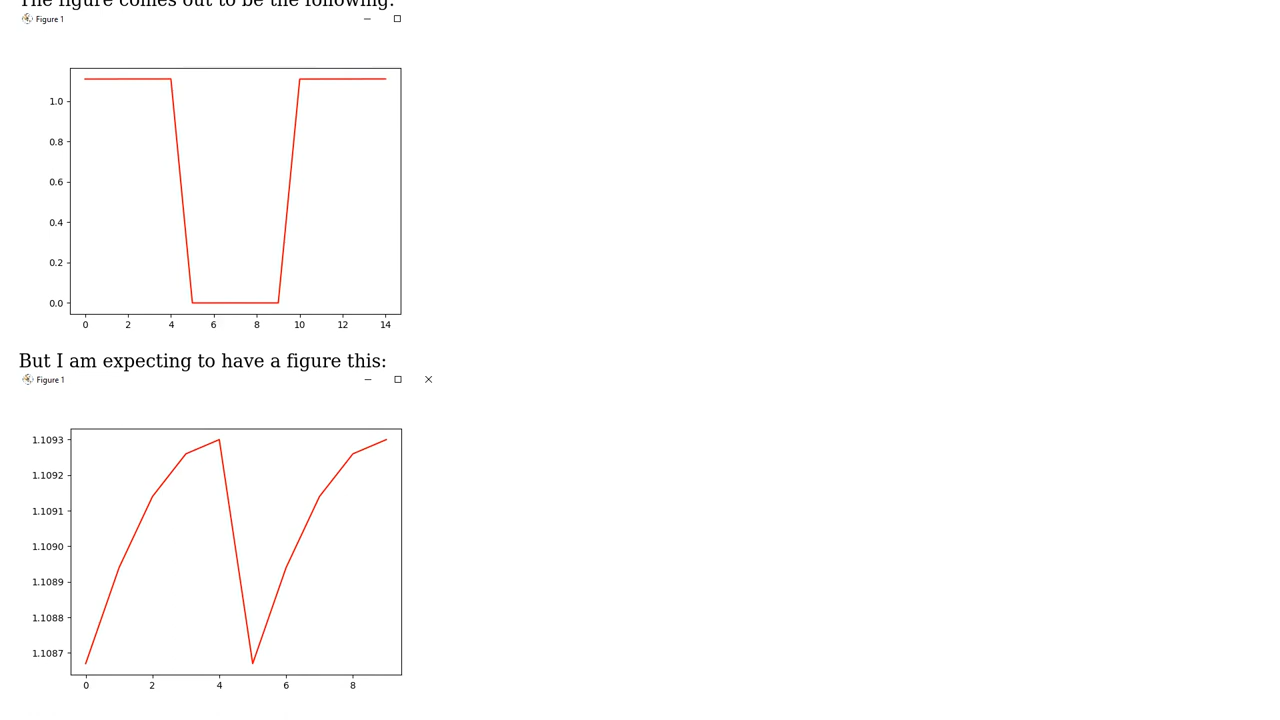 The figure comes out to be the following:
Figure 1
1.0
0.8
0.6
0.4
0.2
0.0
0 2 4 6 8 10 12 14
But I am expecting to have a figure this:
Figure 1
1.1093
1.1092
1.1091
1.1090
1.1089
1.1088
1.1087
0 2 4 6 8